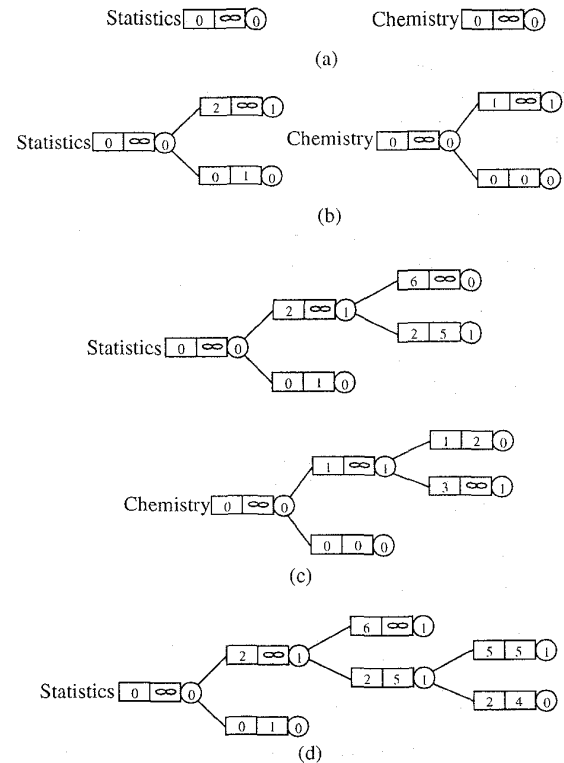 Statistics 0 ∞ 0 Chemistry 0 ∞ 0
(a)
2 ∞ 1 1 ∞ 1
Statistics 0 ∞ 0 Chemistry 0 ∞ 0
0 1 0 0 0 0
(b)
6 ∞ 0
2 ∞ 1
2 5 1
Statistics 0 ∞ 0
0 1 0
1 2 0
1 ∞ 1
3 ∞ 1
Chemistry 0 ∞ 0
0 0 0
(c)
6 ∞ 1
2 ∞ 1 5 5 1
2 5 1
Statistics 0 ∞ 0 2 4 0
0 1 0
(d)